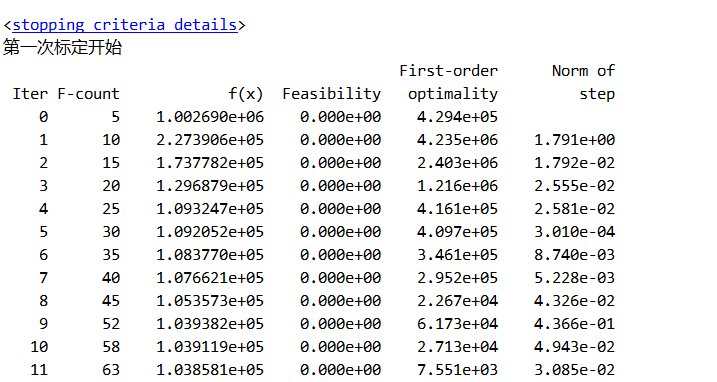 <stopping criteria details>
第一次标定开始
First-order Norm of
Iter F-count f(x) Feasibility optimality step
0 5 1.002690e+06 0.000e+00 4.294e+05
1 10 2.273906e+05 0.000e+00 4.235e+06 1.791e+00
2 15 1.737782e+05 0.000e+00 2.403e+06 1.792e-02
3 20 1.296879e+05 0.000e+00 1.216e+06 2.555e-02
4 25 1.093247e+05 0.000e+00 4.161e+05 2.581e-02
5 30 1.092052e+05 0.000e+00 4.097e+05 3.010e-04
6 35 1.083770e+05 0.000e+00 3.461e+05 8.740e-03
7 40 1.076621e+05 0.000e+00 2.952e+05 5.228e-03
8 45 1.053573e+05 0.000e+00 2.267e+04 4.326e-02
9 52 1.039382e+05 0.000e+00 6.173e+04 4.366e-01
10 58 1.039119e+05 0.000e+00 2.713e+04 4.943e-02
11 63 1.038581e+05 0.000e+00 7.551e+03 3.085e-02